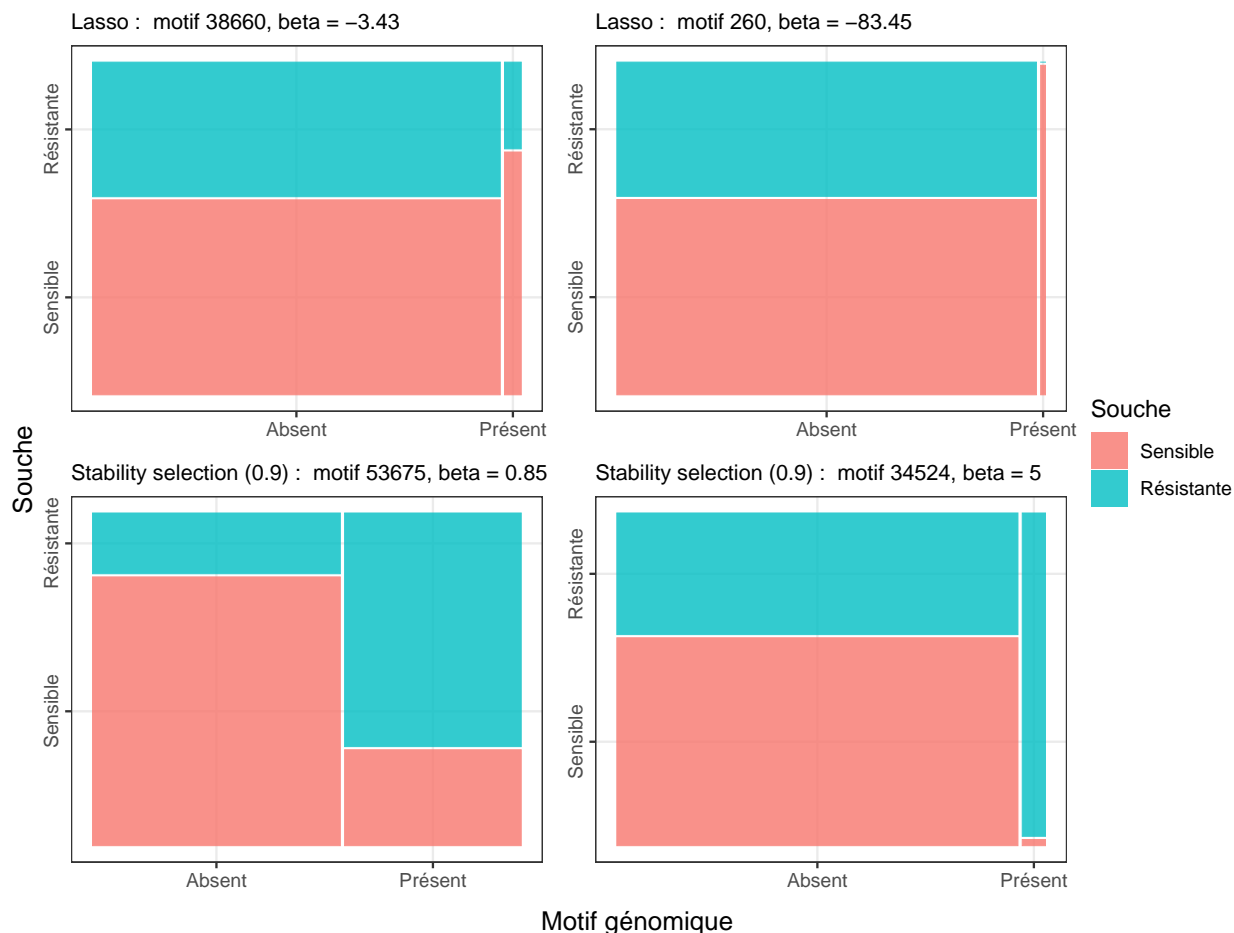 Lasso :  motif 38660, beta = −3.43
Résistante
Sensible
Absent
Présent
Lasso :  motif 260, beta = −83.45
Résistante
Sensible
Absent
Présent
Stability selection (0.9) :  motif 53675, beta = 0.85
Résistante
Sensible
Absent
Présent
Stability selection (0.9) :  motif 34524, beta = 5
Résistante
Sensible
Absent
Présent
Souche
Motif génomique
Souche
Sensible
Résistante